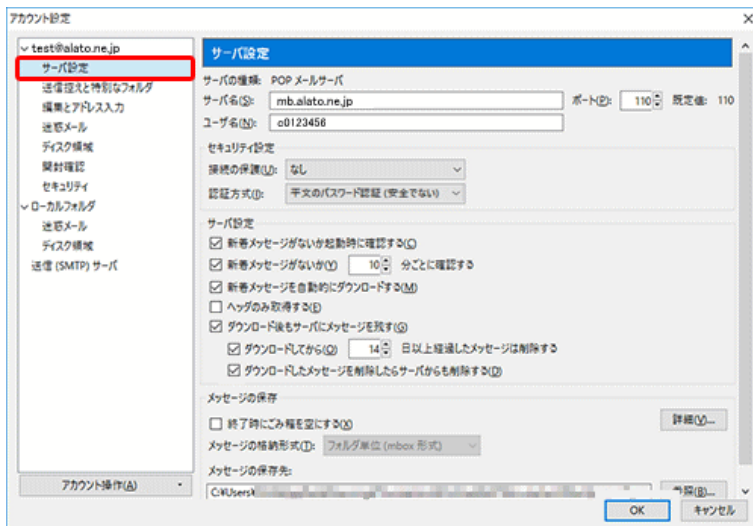 アカウント設定
test@alato.ne.jp
サーバ設定
送信控えと特別なフォルダ
編集とアドレス入力
迷惑メール
ディスク領域
開封確認
セキュリティ
ローカルフォルダ
迷惑メール
ディスク領域
送信 (SMTP) サーバ
アカウント操作(A)
サーバ設定
サーバの種類: POP メールサーバ
サーバ名(S): mb.alato.ne.jp ポート(P): 110 既定値: 110
ユーザ名(N): c0123456
セキュリティ設定
接続の保護(U): なし
認証方式(I): 平文のパスワード認証 (安全でない)
サーバ設定
新着メッセージがないか起動時に確認する(C)
新着メッセージがないか(Y) 10 分ごとに確認する
新着メッセージを自動的にダウンロードする(M)
ヘッダのみ取得する(E)
ダウンロード後もサーバにメッセージを残す(G)
ダウンロードしてから(O) 14 日以上経過したメッセージは削除する
ダウンロードしたメッセージを削除したらサーバからも削除する(D)
メッセージの保存
終了時にごみ箱を空にする(X) 詳細(V)...
メッセージの格納形式(T): フォルダ単位 (mbox 形式)
メッセージの保存先:
C:¥Users¥ 参照(B)...
OK キャンセル